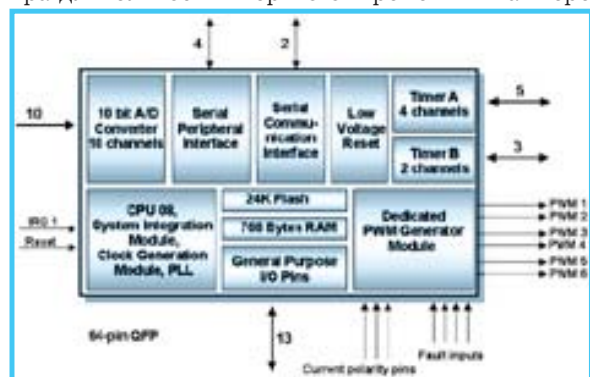 4
2
10
10 bit A/D
Converter
10 channels
Serial
Peripheral
Interface
Serial
Commu-
nication
Interface
Low
Voltage
Reset
Timer A
4 channels
5
Timer B
2 channels
3
CPU 08,
System Integration
Module,
Clock Generation
Module, PLL
24K Flash
768 Bytes RAM
General Purpose
I/O Pins
Dedicated
PWM Generator
Module
IRQ 1
Reset
PWM 1
PWM 2
PWM 3
PWM 4
PWM 5
PWM 6
64-pin QFP
13
Current polarity pins
Fault inputs